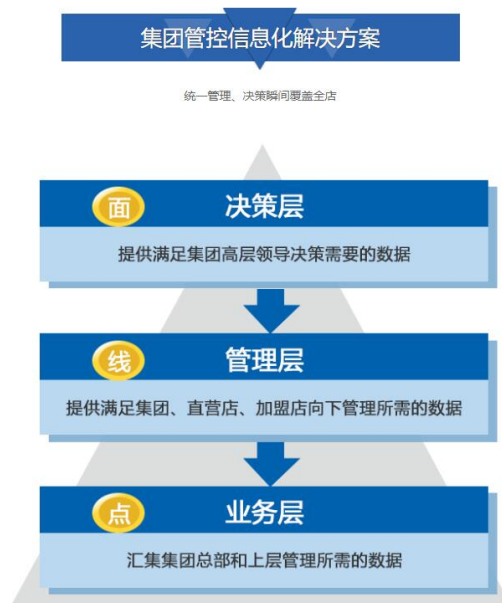 集团管控信息化解决方案
统一管理、决策瞬间覆盖全店
面 决策层
提供满足集团高层领导决策需要的数据
线 管理层
提供满足集团、直营店、加盟店向下管理所需的数据
点 业务层
汇集集团总部和上层管理所需的数据